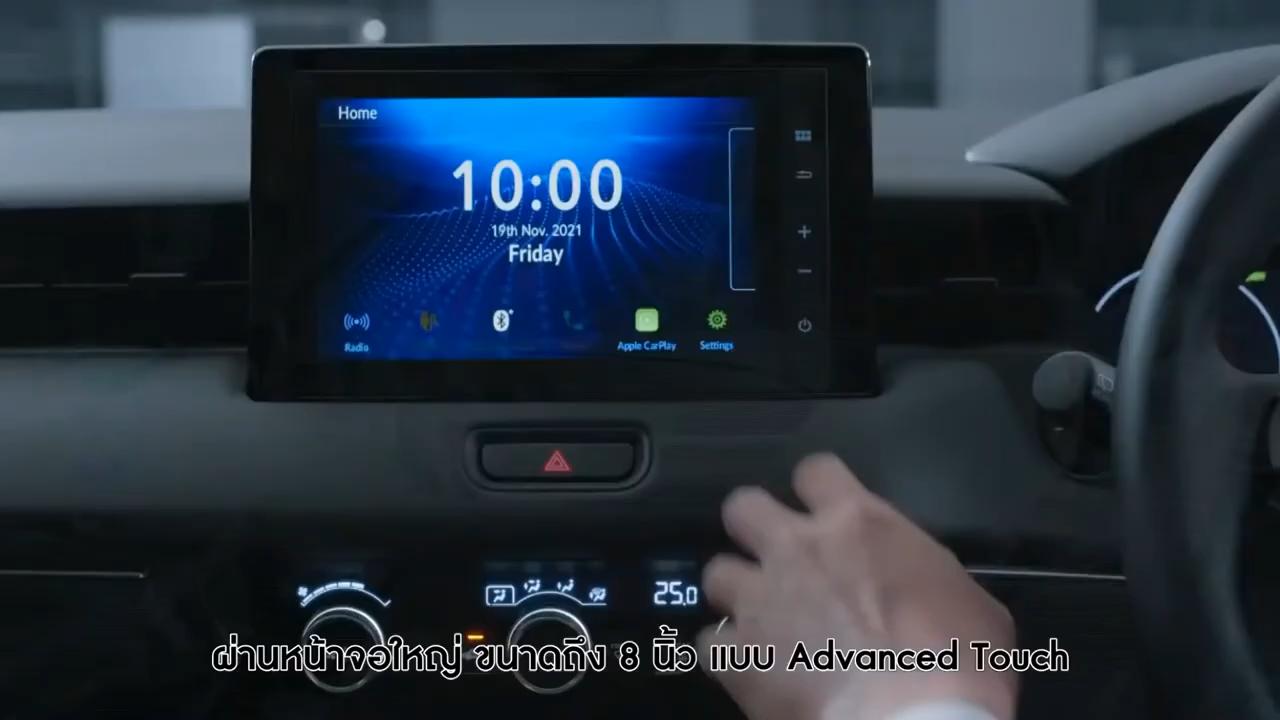 Home
10:00
19th Nov. 2021
Friday
Radio
Apple CarPlay
Settings
25.0
ผ่านหน้าจอใหญ่ ขนาดถึง 8 นิ้ว แบบ Advanced Touch